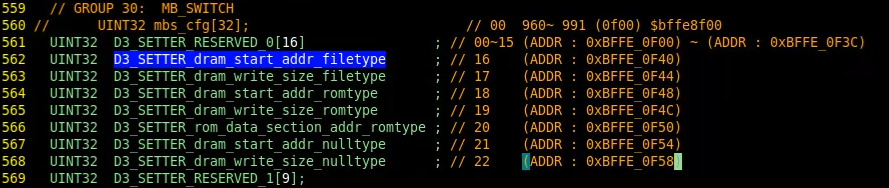 559   // GROUP 30:  MB_SWITCH
560 //      UINT32 mbs_cfg[32];                           // 00  960~ 991 (0f00) $bffe8f00
561   UINT32  D3_SETTER_RESERVED_0[16]                ; // 00~15 (ADDR : 0xBFFE_0F00) ~ (ADDR : 0xBFFE_0F3C)
562   UINT32  D3_SETTER_dram_start_addr_filetype      ; // 16    (ADDR : 0xBFFE_0F40)
563   UINT32  D3_SETTER_dram_write_size_filetype      ; // 17    (ADDR : 0xBFFE_0F44)
564   UINT32  D3_SETTER_dram_start_addr_romtype       ; // 18    (ADDR : 0xBFFE_0F48)
565   UINT32  D3_SETTER_dram_write_size_romtype       ; // 19    (ADDR : 0xBFFE_0F4C)
566   UINT32  D3_SETTER_rom_data_section_addr_romtype ; // 20    (ADDR : 0xBFFE_0F50)
567   UINT32  D3_SETTER_dram_start_addr_nulltype      ; // 21    (ADDR : 0xBFFE_0F54)
568   UINT32  D3_SETTER_dram_write_size_nulltype      ; // 22    (ADDR : 0xBFFE_0F58)
569   UINT32  D3_SETTER_RESERVED_1[9];